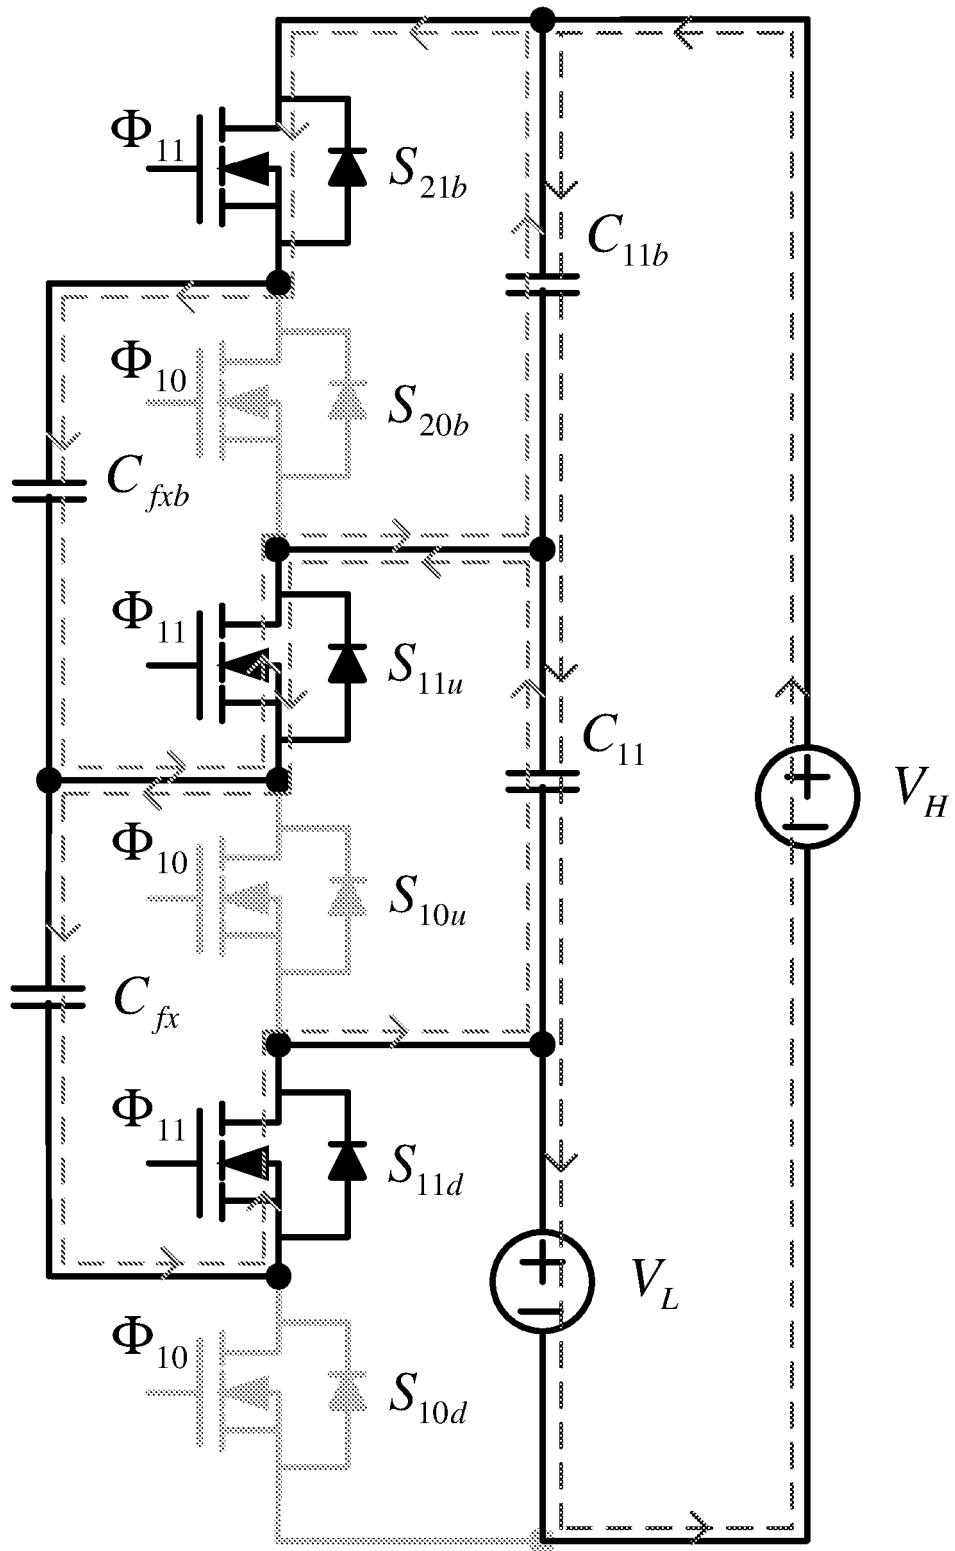 Φ11
S21b
C11b
Φ10
S20b
Cfxb
Φ11
S11u
C11
VH
Φ10
S10u
Cfx
Φ11
S11d
VL
Φ10
S10d